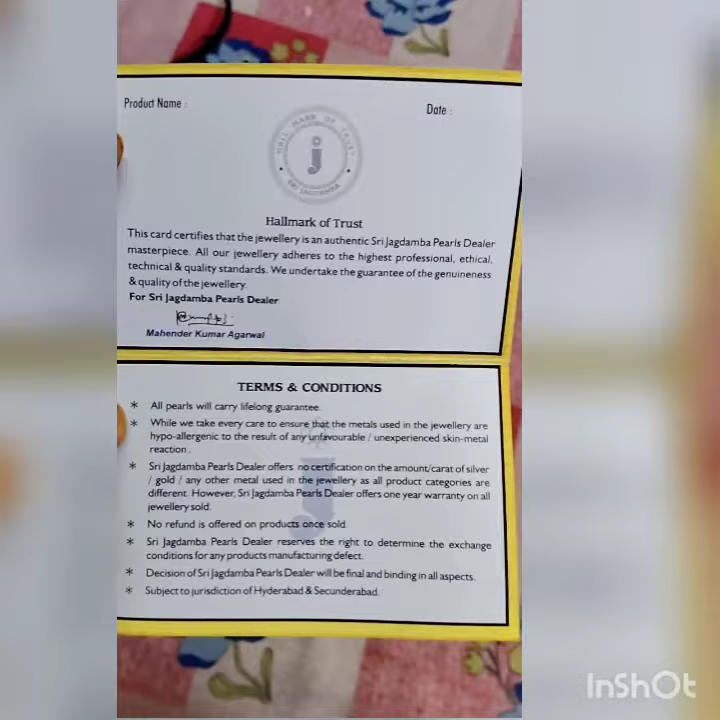 Product Name :
Date :
HALL MARK OF TRUST
j
SRI JAGDAMBA
Hallmark of Trust
This card certifies that the jewellery is an authentic Sri Jagdamba Pearls Dealer
masterpiece. All our jewellery adheres to the highest professional, ethical,
technical & quality standards. We undertake the guarantee of the genuineness
& quality of the jewellery.
For Sri Jagdamba Pearls Dealer
Mahender Kumar Agarwal
TERMS & CONDITIONS
* All pearls will carry lifelong guarantee.
* While we take every care to ensure that the metals used in the jewellery are
hypo-allergenic to the result of any unfavourable / unexperienced skin-metal
reaction.
* Sri Jagdamba Pearls Dealer offers no certification on the amount/carat of silver
/ gold / any other metal used in the jewellery as all product categories are
different. However, Sri Jagdamba Pearls Dealer offers one year warranty on all
jewellery sold.
* No refund is offered on products once sold.
* Sri Jagdamba Pearls Dealer reserves the right to determine the exchange
conditions for any products manufacturing defect.
* Decision of Sri Jagdamba Pearls Dealer will be final and binding in all aspects.
* Subject to jurisdiction of Hyderabad & Secunderabad.
InShOt